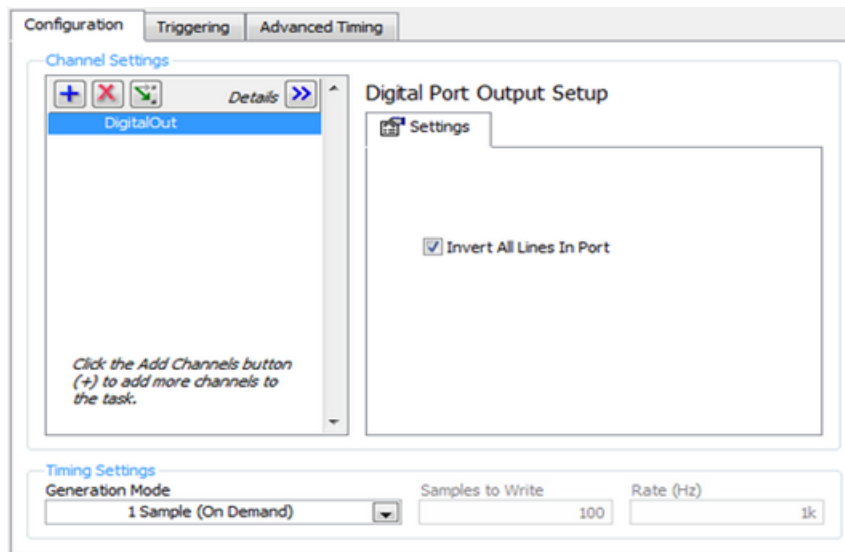 Configuration Triggering Advanced Timing
Channel Settings
Details
DigitalOut
Click the Add Channels button
(+) to add more channels to
the task.
Digital Port Output Setup
Settings
Invert All Lines In Port
Timing Settings
Generation Mode
1 Sample (On Demand)
Samples to Write
100
Rate (Hz)
1k